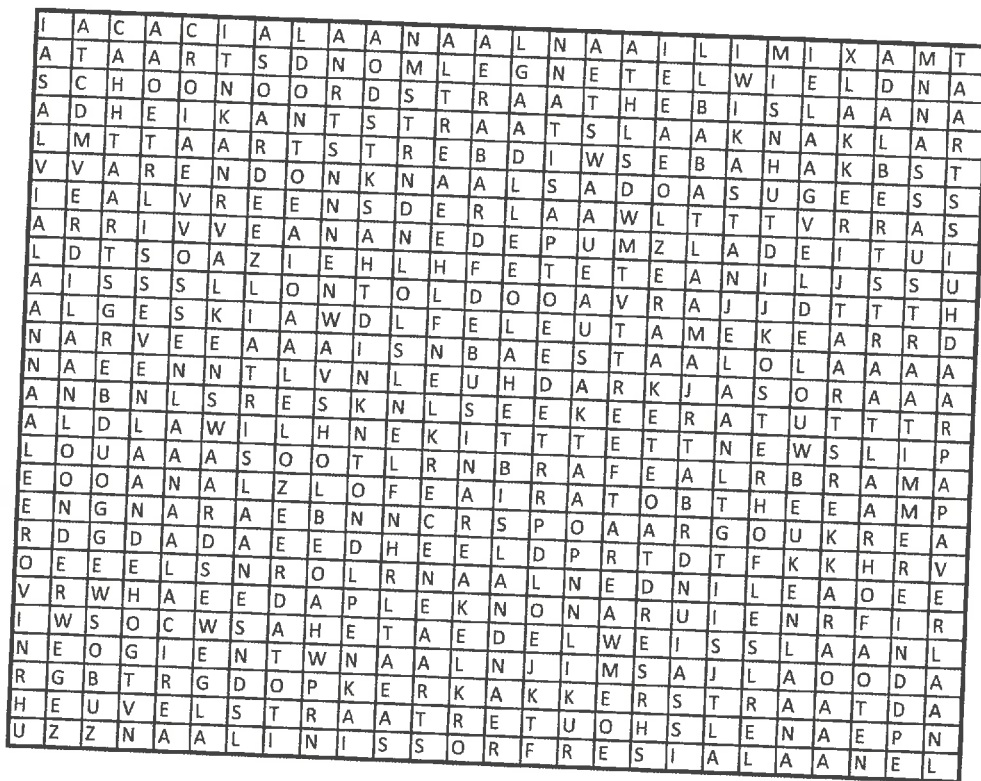 I A C A C I A L A A N A A L N A A I L I M I X A M T
A T A A R T S D N O M L E G N E T E L W I E L D N A
S C H O O N O O R D S T R A A T H E B I S L A A N A
A D H E I K A N T S T R A A T S L A A K N A K L A R
L M T T A A R T S T R E B D I W S E B A H A K B S T
V V A R E N D O N K N A A L S A D O A S U G E E S S
I E A L V R E E N S D E R L A A W L T T T V R R A S
A R R I V V E A N A N E D E P U M Z L A D E I T U I
L D T S O A Z I E H L H F E T E T E A N I L J S S U
A I S S S L L O N T O L D O O A V R A J J D T T T H
A L G E S K I A W D L F E L E U T A M E K E A R R D
N A R V E E A A A I S N B A E S T A A L O L A A A A
N A E E N N T L V N L E U H D A R K J A S O R A A A
A N B N L S R E S K N L S E E K E E R A T U T T T R
A L D L A W I L H N E K I T T T E T T N E W S L I P
L O U A A A S O O T L R N B R A F E A L R B R A M A
E O O A N A L Z L O F E A I R A T O B T H E E A M P
E N G N A R A E B N N C R S P O A A R G O U K R E A
R D G D A D A E E D H E E L D P R T D T F K K H R V
O E E E L S N R O L R N A A L N E D N I L E A O E E
V R W H A E E D A P L E K N O N A R U I E N R F I R
I W S O C W S A H E T A E D E L W E I S S L A A N L
N E O G I E N T W N A A L N J I M S A J L A O O D A
R G B T R G D O P K E R K A K K E R S T R A A T D A
H E U V E L S T R A A T R E T U O H S L E N A E P N
U Z Z N A A L I N I S S O R F R E S I A L A A N E L